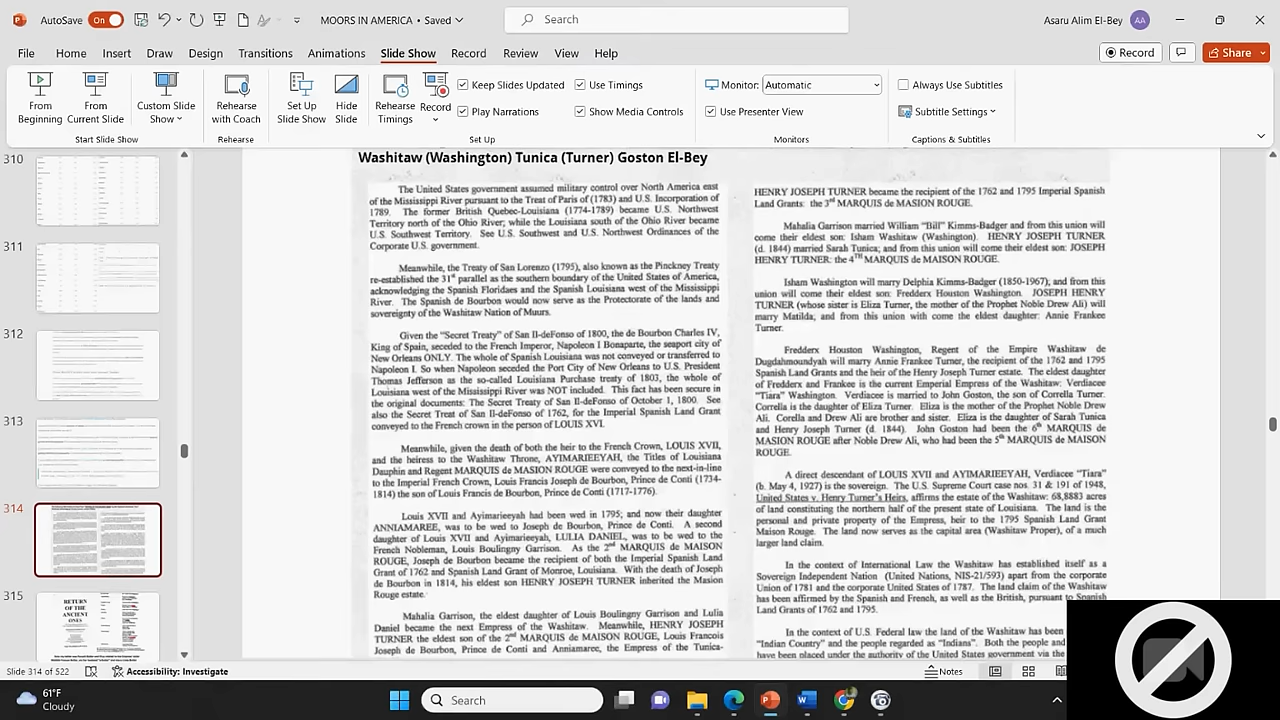 AutoSave On MOORS IN AMERICA • Saved Search Asaru Alim El-Bey AA
File Home Insert Draw Design Transitions Animations Slide Show Record Review View Help Record Share
From Beginning
From Current Slide
Custom Slide Show
Start Slide Show
Rehearse with Coach
Rehearse
Set Up Slide Show
Hide Slide
Rehearse Timings
Record
Keep Slides Updated
Use Timings
Play Narrations
Show Media Controls
Set Up
Monitor: Automatic
Use Presenter View
Monitors
Always Use Subtitles
Subtitle Settings
Captions & Subtitles
310
311
312
313
314
315
RETURN
OF THE
ANCIENT
ONES
Washitaw (Washington) Tunica (Turner) Goston El-Bey
The United States government assumed military control over North America east
of the Mississippi River pursuant to the Treat of Paris of (1783) and U.S. Incorporation of
1789. The former British Quebec-Louisiana (1774-1789) became U.S. Northwest
Territory north of the Ohio River; while the Louisiana south of the Ohio River became
U.S. Southwest Territory. See U.S. Southwest and U.S. Northwest Ordinances of the
Corporate U.S. government.
Meanwhile, the Treaty of San Lorenzo (1795), also known as the Pinckney Treaty
re-established the 31st parallel as the southern boundary of the United States of America,
acknowledging the Spanish Floridaes and the Spanish Louisiana west of the Mississippi
River. The Spanish de Bourbon would now serve as the Protectorate of the lands and
sovereignty of the Washitaw Nation of Muurs.
Given the "Secret Treaty" of San II-deFonso of 1800, the de Bourbon Charles IV,
King of Spain, seceded to the French Imperor, Napoleon I Bonaparte, the seaport city of
New Orleans ONLY. The whole of Spanish Louisiana was not conveyed or transferred to
Napoleon I. So when Napoleon seceded the Port City of New Orleans to U.S. President
Thomas Jefferson as the so-called Louisiana Purchase treaty of 1803, the whole of
Louisiana west of the Mississippi River was NOT included. This fact has been secure in
the original documents: The Secret Treaty of San II-deFonso of October 1, 1800. See
also the Secret Treat of San II-deFonso of 1762, for the Imperial Spanish Land Grant
conveyed to the French crown in the person of LOUIS XVI.
Meanwhile, given the death of both the heir to the French Crown, LOUIS XVII,
and the heiress to the Washitaw Throne, AYIMARIEEYAH, the Titles of Louisiana
Dauphin and Regent MARQUIS de MASION ROUGE were conveyed to the next-in-line
to the Imperial French Crown, Louis Francis Joseph de Bourbon, Prince de Conti (1734-
1814) the son of Louis Francis de Bourbon, Prince de Conti (1717-1776).
Louis XVII and Ayimarieeyah had been wed in 1795; and now their daughter
ANNIAMAREE, was to be wed to Joseph de Bourbon, Prince de Conti. A second
daughter of Louis XVII and Ayimarieeyah, LULIA DANIEL, was to be wed to the
French Nobleman, Louis Boulingny Garrison. As the 2nd MARQUIS de MAISON
ROUGE, Joseph de Bourbon became the recipient of both the Imperial Spanish Land
Grant of 1762 and Spanish Land Grant of Monroe, Louisiana. With the death of Joseph
de Bourbon in 1814, his eldest son HENRY JOSEPH TURNER inherited the Masion
Rouge estate.
Mahalia Garrison, the eldest daughter of Louis Boulingny Garrison and Lulia
Daniel became the next Empress of the Washitaw. Meanwhile, HENRY JOSEPH
TURNER the eldest son of the 2nd MARQUIS de MAISON ROUGE, Louis Francois
Joseph de Bourbon, Prince de Conti and Anniamaree, the Empress of the Tunica-
HENRY JOSEPH TURNER became the recipient of the 1762 and 1795 Imperial Spanish
Land Grants: the 3rd MARQUIS de MASION ROUGE.
Mahalia Garrison married William "Bill" Kimms-Badger and from this union will
come their eldest son: Isham Washitaw (Washington). HENRY JOSEPH TURNER
(d. 1844) married Sarah Tunica; and from this union will come their eldest son: JOSEPH
HENRY TURNER: the 4TH MARQUIS de MAISON ROUGE.
Isham Washitaw will marry Delphia Kimms-Badger (1850-1967); and from this
union will come their eldest son: Fredderx Houston Washington. JOSEPH HENRY
TURNER (whose sister is Eliza Turner, the mother of the Prophet Noble Drew Ali) will
marry Matilda; and from this union with come the eldest daughter: Annie Frankee
Turner.
Fredderx Houston Washington, Regent of the Empire Washitaw de
Dugdahmoundyah will marry Annie Frankee Turner, the recipient of the 1762 and 1795
Spanish Land Grants and the heir of the Henry Joseph Turner estate. The eldest daughter
of Fredderx and Frankee is the current Emperial Empress of the Washitaw: Verdiacee
"Tiara" Washington. Verdiacee is married to John Goston, the son of Corrella Turner.
Corrella is the daughter of Eliza Turner. Eliza is the mother of the Prophet Noble Drew
Ali. Corella and Drew Ali are brother and sister. Eliza is the daughter of Sarah Tunica
and Henry Joseph Turner (d. 1844). John Goston had been the 6th MARQUIS de
MASION ROUGE after Noble Drew Ali, who had been the 5th MARQUIS de MAISON
ROUGE.
A direct descendant of LOUIS XVII and AYIMARIEEYAH, Verdiacee "Tiara"
(b. May 4, 1927) is the sovereign. The U.S. Supreme Court case nos. 31 & 191 of 1948,
United States v. Henry Turner's Heirs, affirms the estate of the Washitaw: 68,8883 acres
of land constituting the northern half of the present state of Louisiana. The land is the
personal and private property of the Empress, heir to the 1795 Spanish Land Grant
Maison Rouge. The land now serves as the capital area (Washitaw Proper), of a much
larger land claim.
In the context of International Law the Washitaw has established itself as a
Sovereign Independent Nation (United Nations, NIS-21/593) apart from the corporate
Union of 1781 and the corporate United States of 1787. The land claim of the Washitaw
has been affirmed by the Spanish and French, as well as the British, pursuant to Spanish
Land Grants of 1762 and 1795.
In the context of U.S. Federal law the land of the Washitaw has been
"Indian Country" and the people regarded as "Indians". Both the people and
have been placed under the authority of the United States government via the
Slide 314 of 522 Accessibility: Investigate Notes
61°F
Cloudy
Search